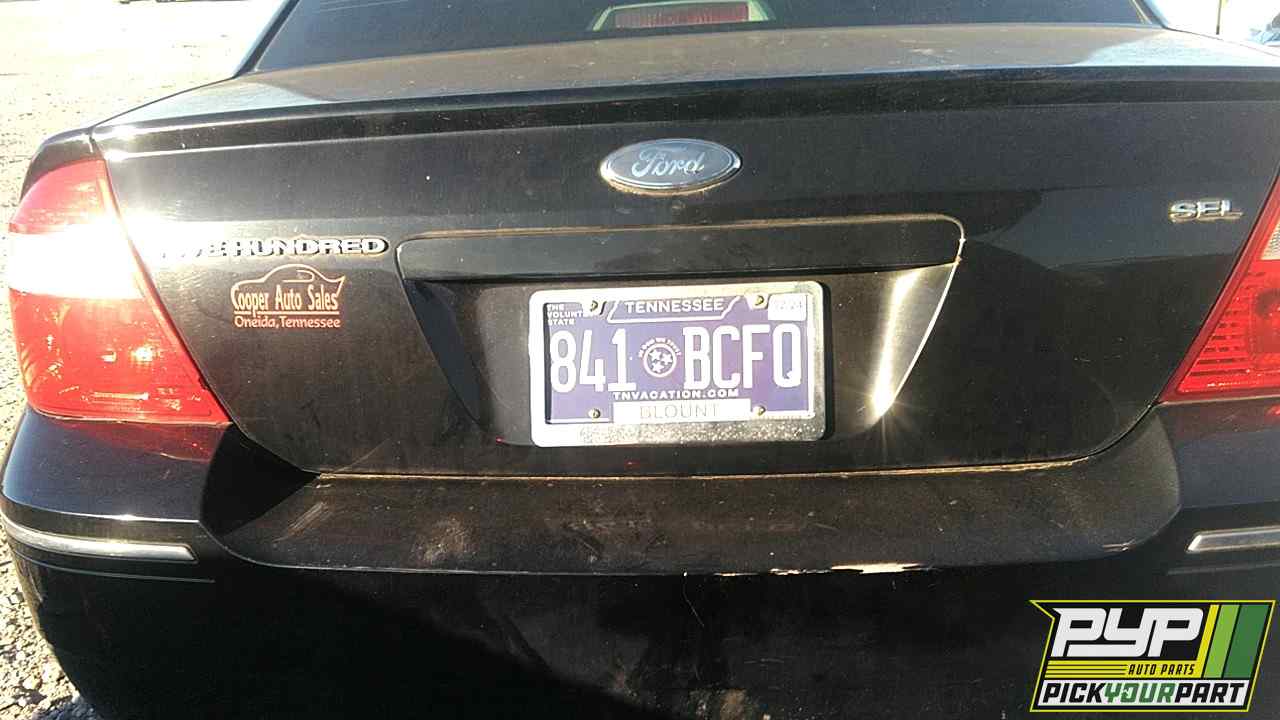 Ford
SEL
FIVE HUNDRED
Cooper Auto Sales
Oneida, Tennessee
THE
VOLUNTEER
STATE
TENNESSEE
841 BCFQ
TNVACATION.COM
BLOUNT
PYP
AUTO PARTS
PICKYOURPART